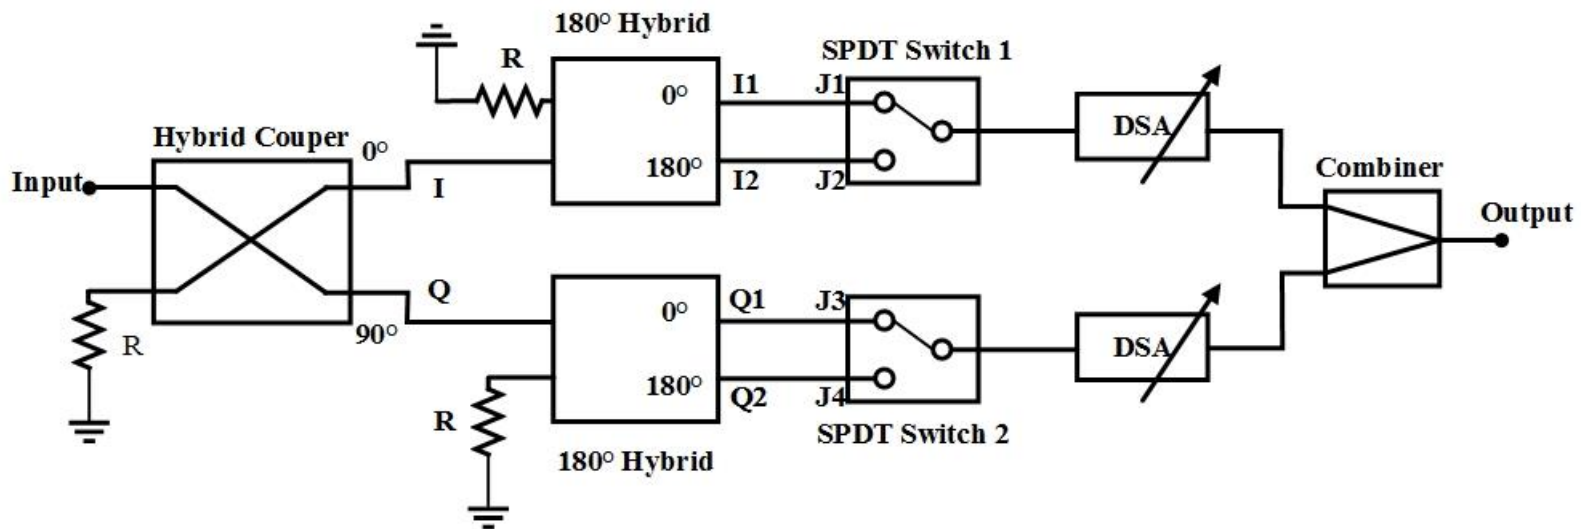 180° Hybrid
SPDT Switch 1
R
0°
I1
J1
180°
I2
J2
DSA
Hybrid Couper
0°
Input
I
Combiner
Output
Q
90°
R
0°
Q1
J3
180°
Q2
J4
DSA
R
SPDT Switch 2
180° Hybrid